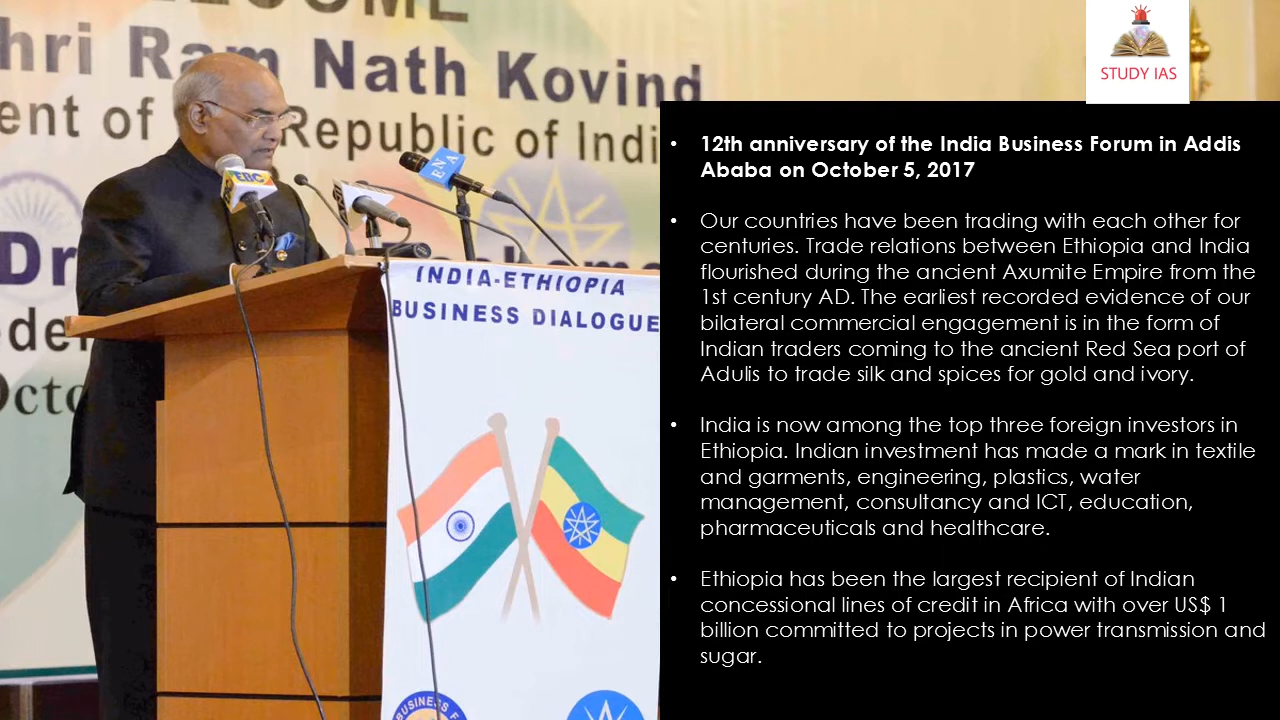 WELCOME
hri Ram Nath Kovind
ent of Republic of Indi
Dr
ede
Octo
EBC
ENA
INDIA-ETHIOPIA
BUSINESS DIALOGUE
BUSINESS F
STUDY IAS
• 12th anniversary of the India Business Forum in Addis
Ababa on October 5, 2017
• Our countries have been trading with each other for
centuries. Trade relations between Ethiopia and India
flourished during the ancient Axumite Empire from the
1st century AD. The earliest recorded evidence of our
bilateral commercial engagement is in the form of
Indian traders coming to the ancient Red Sea port of
Adulis to trade silk and spices for gold and ivory.
• India is now among the top three foreign investors in
Ethiopia. Indian investment has made a mark in textile
and garments, engineering, plastics, water
management, consultancy and ICT, education,
pharmaceuticals and healthcare.
• Ethiopia has been the largest recipient of Indian
concessional lines of credit in Africa with over US$ 1
billion committed to projects in power transmission and
sugar.